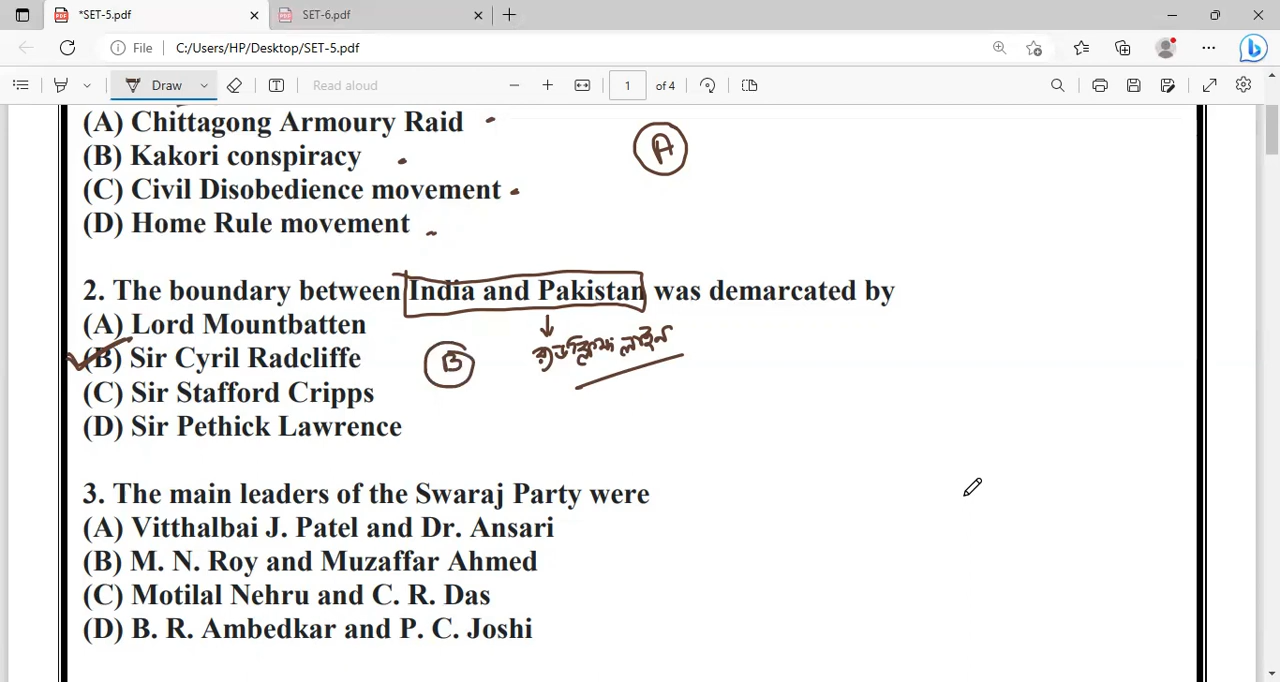 *SET-5.pdf
SET-6.pdf
File C:/Users/HP/Desktop/SET-5.pdf
Draw Read aloud 1 of 4
(A) Chittagong Armoury Raid
A
(B) Kakori conspiracy
(C) Civil Disobedience movement
(D) Home Rule movement
2. The boundary between India and Pakistan was demarcated by
(A) Lord Mountbatten
(B) Sir Cyril Radcliffe
B
লাইন
(C) Sir Stafford Cripps
(D) Sir Pethick Lawrence
3. The main leaders of the Swaraj Party were
(A) Vitthalbai J. Patel and Dr. Ansari
(B) M. N. Roy and Muzaffar Ahmed
(C) Motilal Nehru and C. R. Das
(D) B. R. Ambedkar and P. C. Joshi